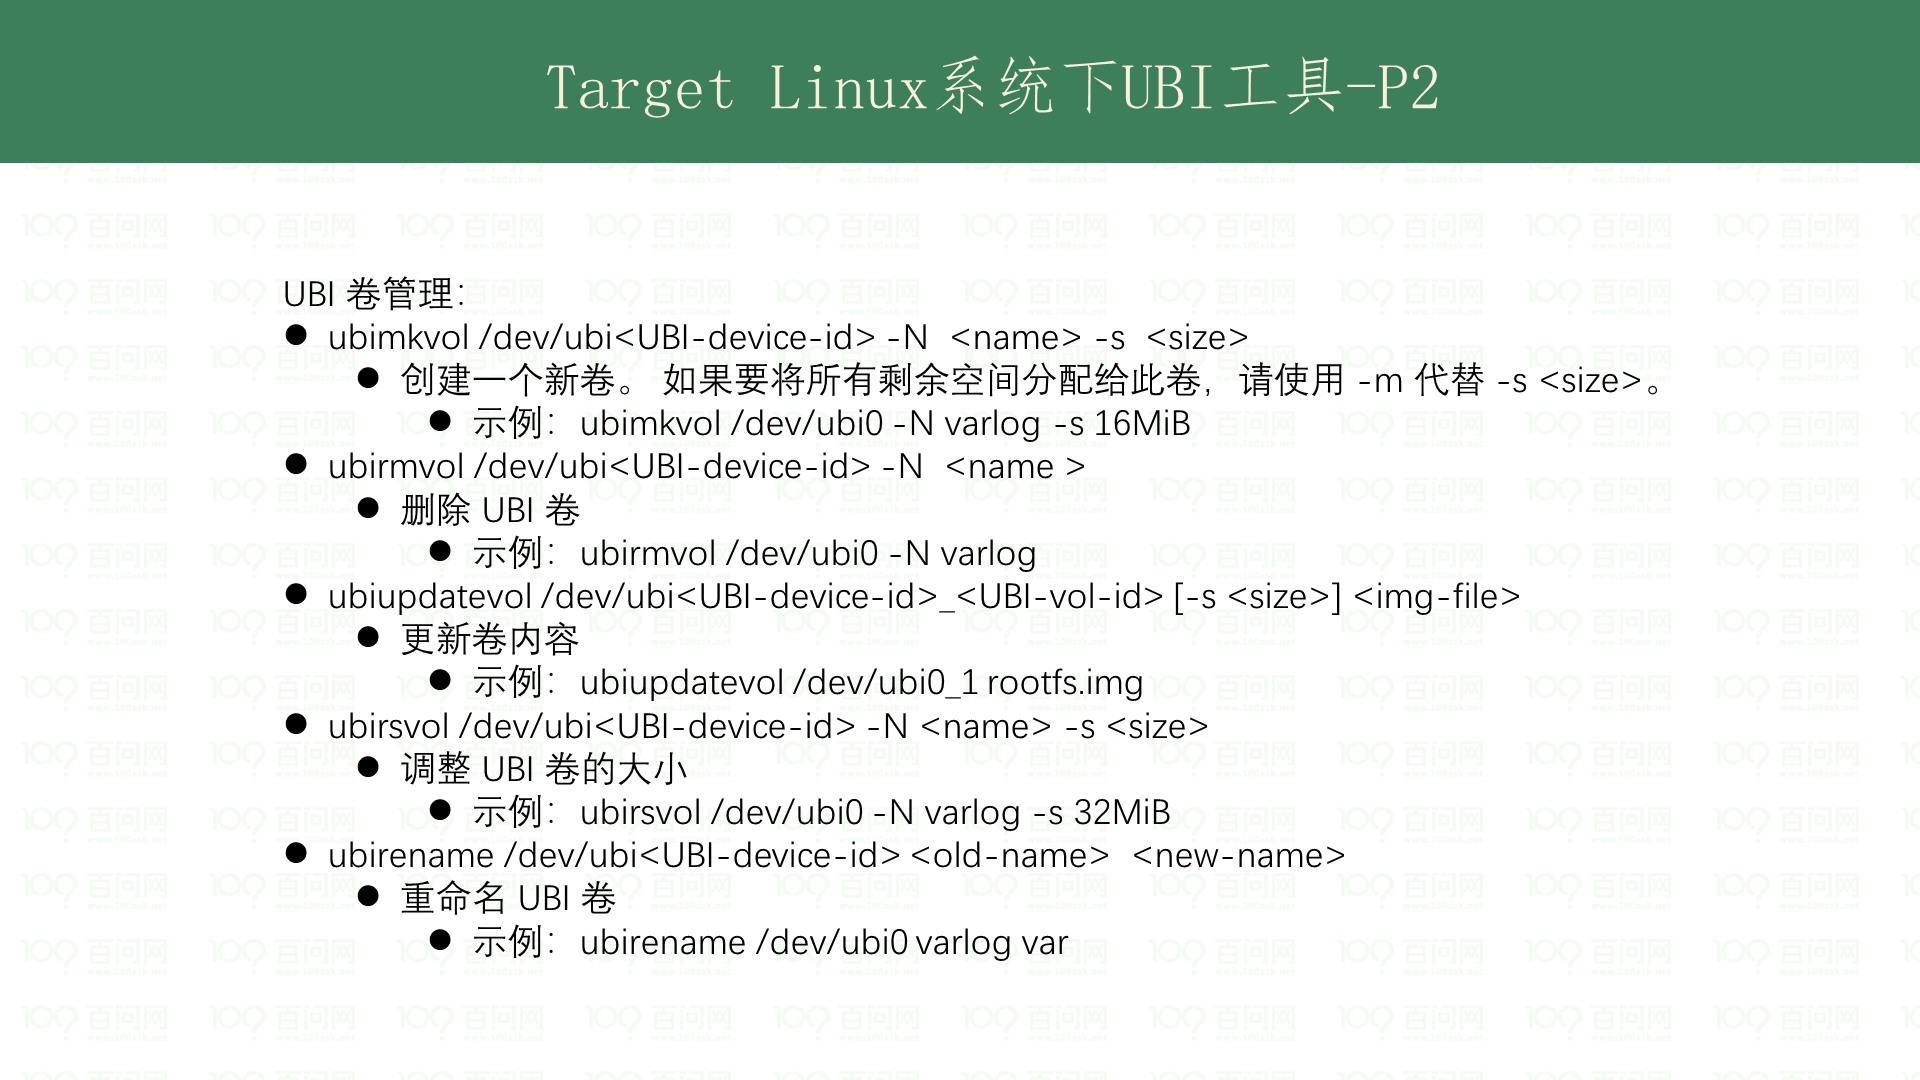 Target Linux系统下UBI工具-P2
UBI 卷管理：
● ubimkvol /dev/ubi<UBI-device-id> -N  <name> -s  <size>
● 创建一个新卷。 如果要将所有剩余空间分配给此卷，请使用 -m 代替 -s <size>。
● 示例：ubimkvol /dev/ubi0 -N varlog -s 16MiB
● ubirmvol /dev/ubi<UBI-device-id> -N  <name >
● 删除 UBI 卷
● 示例：ubirmvol /dev/ubi0 -N varlog
● ubiupdatevol /dev/ubi<UBI-device-id>_<UBI-vol-id> [-s <size>] <img-file>
● 更新卷内容
● 示例：ubiupdatevol /dev/ubi0_1 rootfs.img
● ubirsvol /dev/ubi<UBI-device-id> -N <name> -s <size>
● 调整 UBI 卷的大小
● 示例：ubirsvol /dev/ubi0 -N varlog -s 32MiB
● ubirename /dev/ubi<UBI-device-id> <old-name>  <new-name>
● 重命名 UBI 卷
● 示例：ubirename /dev/ubi0 varlog var
百问网
www.100ask.net